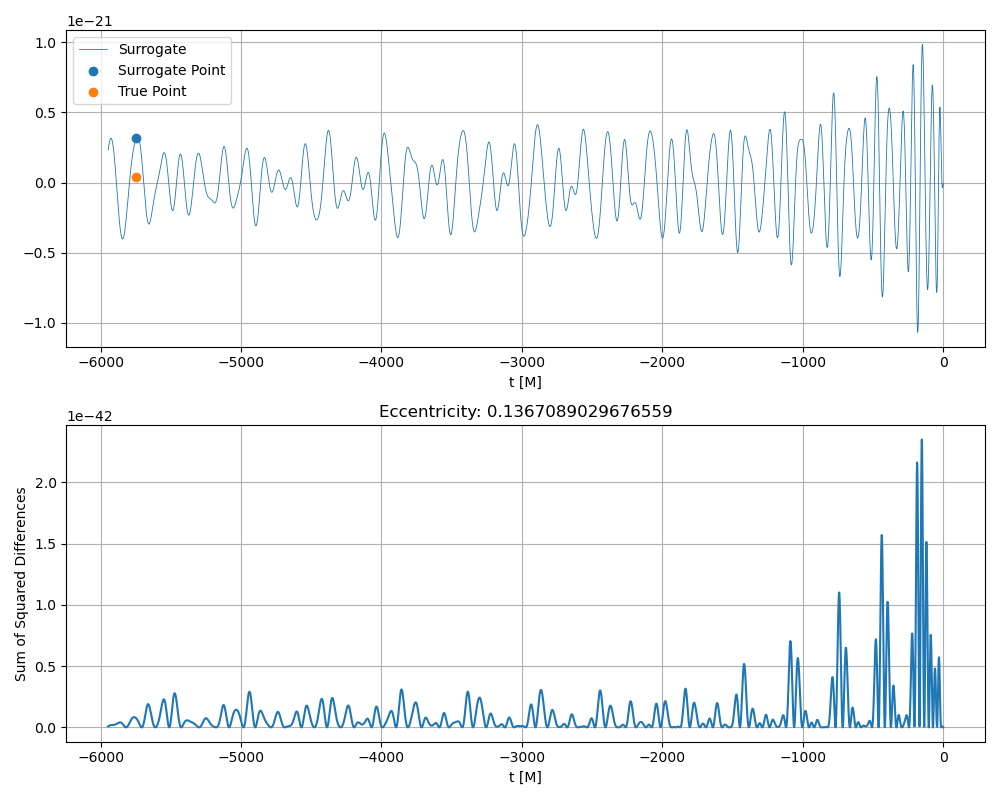 1e−21
1.0
0.5
0.0
−0.5
−1.0
Surrogate
Surrogate Point
True Point
−6000 −5000 −4000 −3000 −2000 −1000 0
t [M]
Eccentricity: 0.1367089029676559
1e−42
2.0
1.5
1.0
0.5
0.0
Sum of Squared Differences
−6000 −5000 −4000 −3000 −2000 −1000 0
t [M]